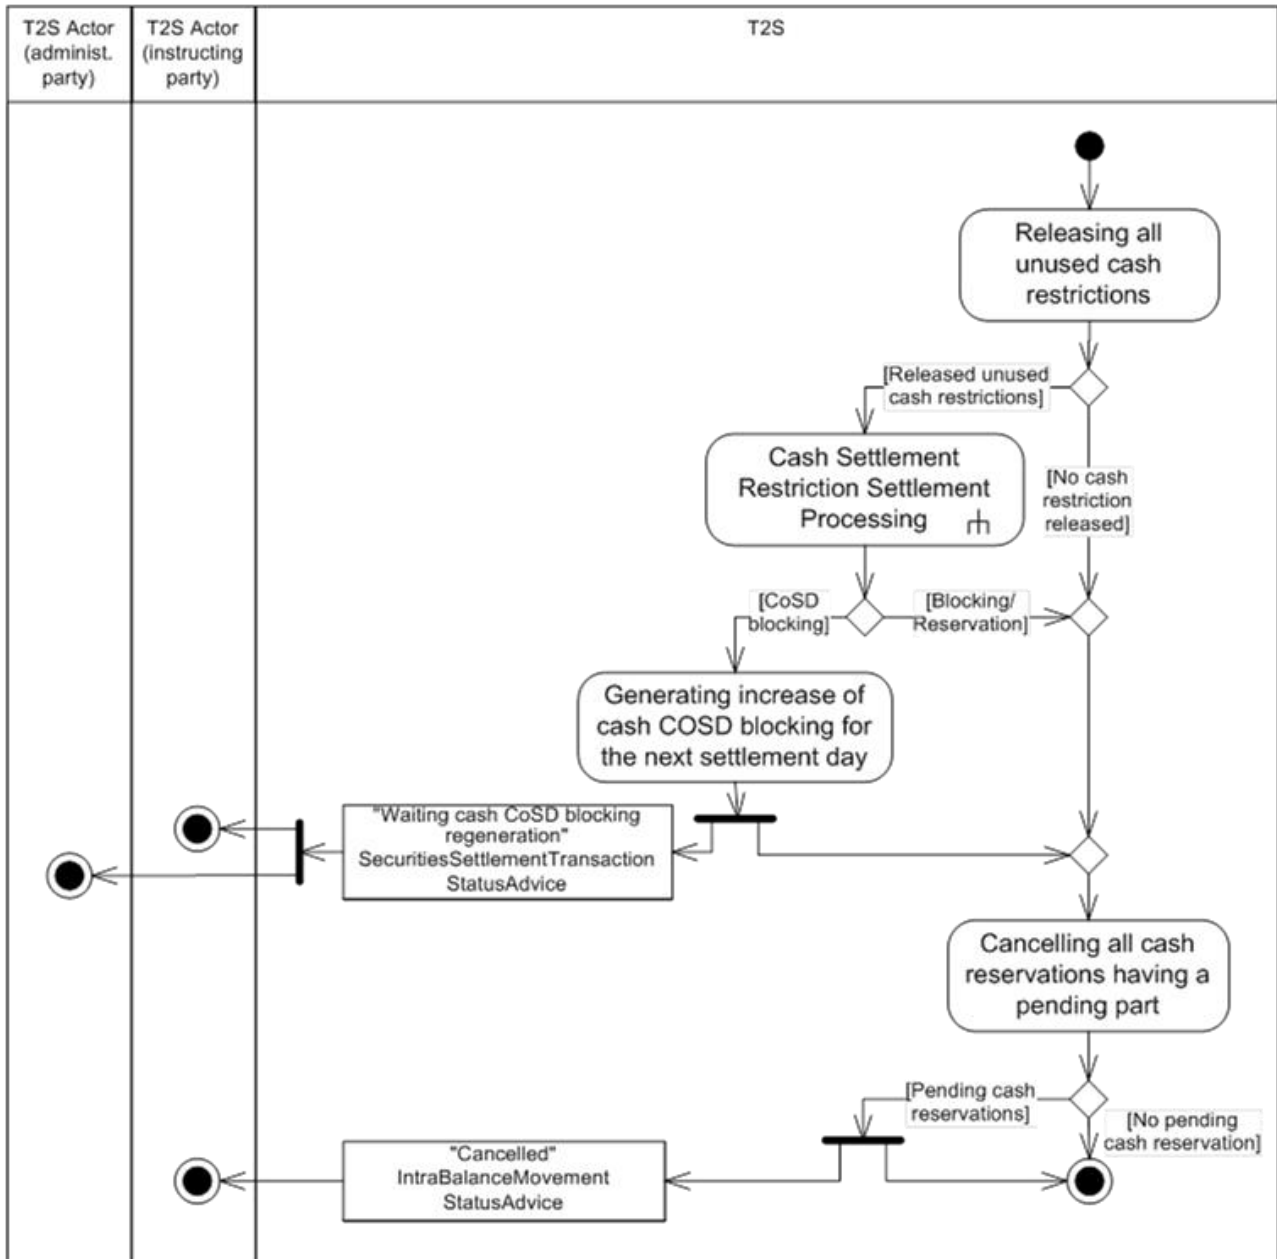 T2S Actor
(administ.
party)
T2S Actor
(instructing
party)
T2S
Releasing all
unused cash
restrictions
[Released unused
cash restrictions]
Cash Settlement
Restriction Settlement
Processing
[No cash
restriction
released]
[CoSD
blocking]
[Blocking/
Reservation]
Generating increase of
cash COSD blocking for
the next settlement day
"Waiting cash CoSD blocking
regeneration"
SecuritiesSettlementTransaction
StatusAdvice
Cancelling all cash
reservations having a
pending part
[Pending cash
reservations]
[No pending
cash reservation]
"Cancelled"
IntraBalanceMovement
StatusAdvice